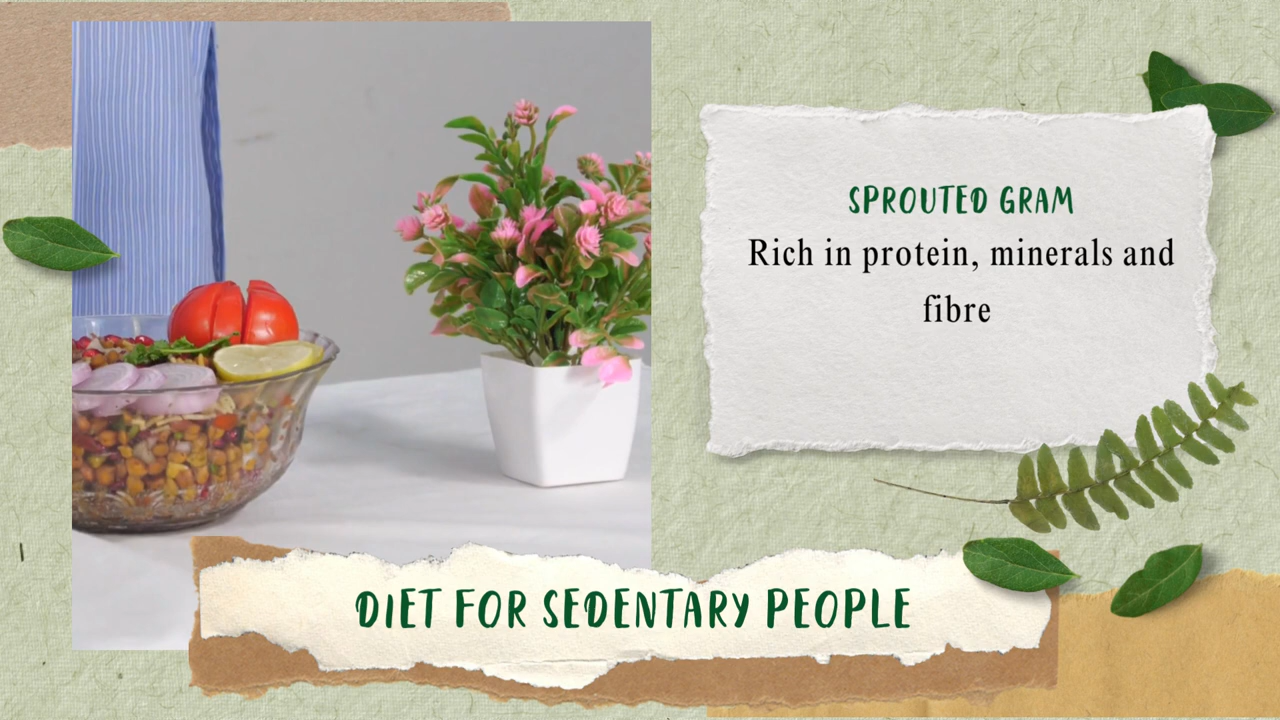 SPROUTED GRAM
Rich in protein, minerals and
fibre
DIET FOR SEDENTARY PEOPLE